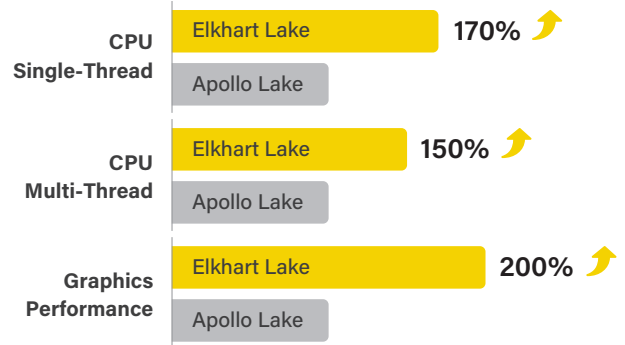 CPU
Single-Thread
Elkhart Lake
170%
Apollo Lake
CPU
Multi-Thread
Elkhart Lake
150%
Apollo Lake
Graphics
Performance
Elkhart Lake
200%
Apollo Lake